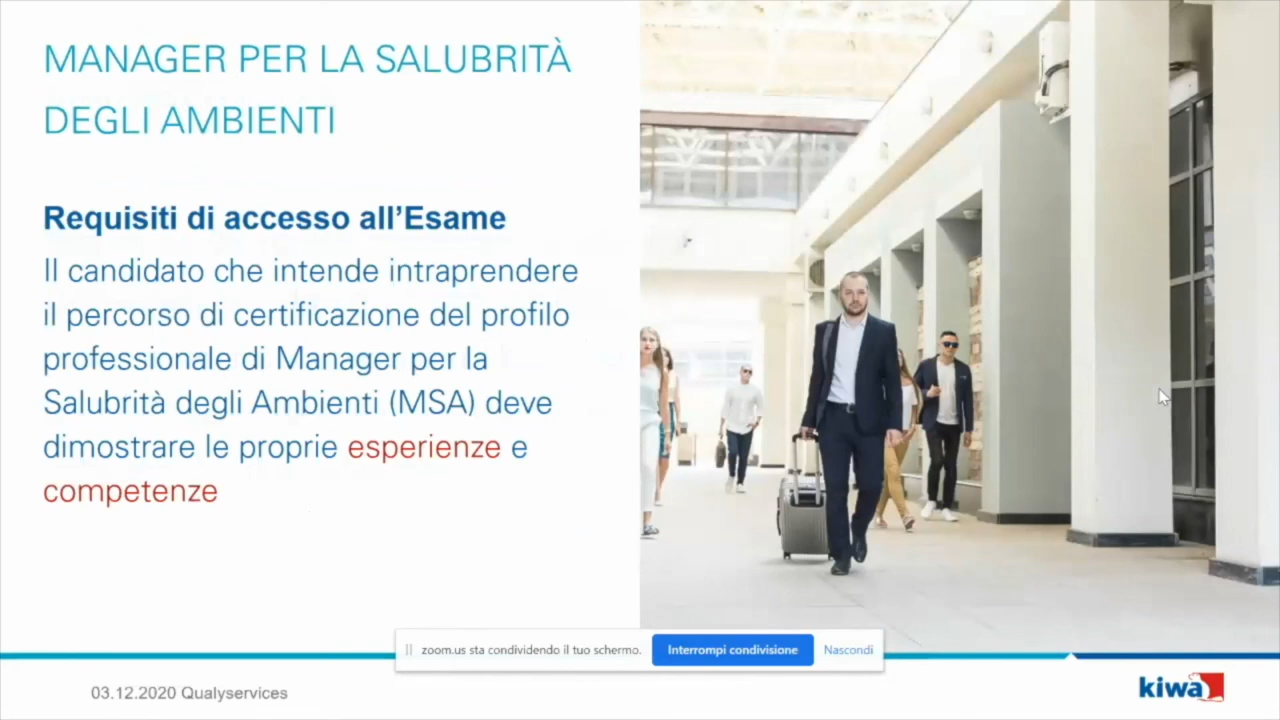 MANAGER PER LA SALUBRITÀ
DEGLI AMBIENTI
Requisiti di accesso all’Esame
Il candidato che intende intraprendere
il percorso di certificazione del profilo
professionale di Manager per la
Salubrità degli Ambienti (MSA) deve
dimostrare le proprie esperienze e
competenze
zoom.us sta condividendo il tuo schermo.
Interrompi condivisione
Nascondi
03.12.2020 Qualyservices
kiwa